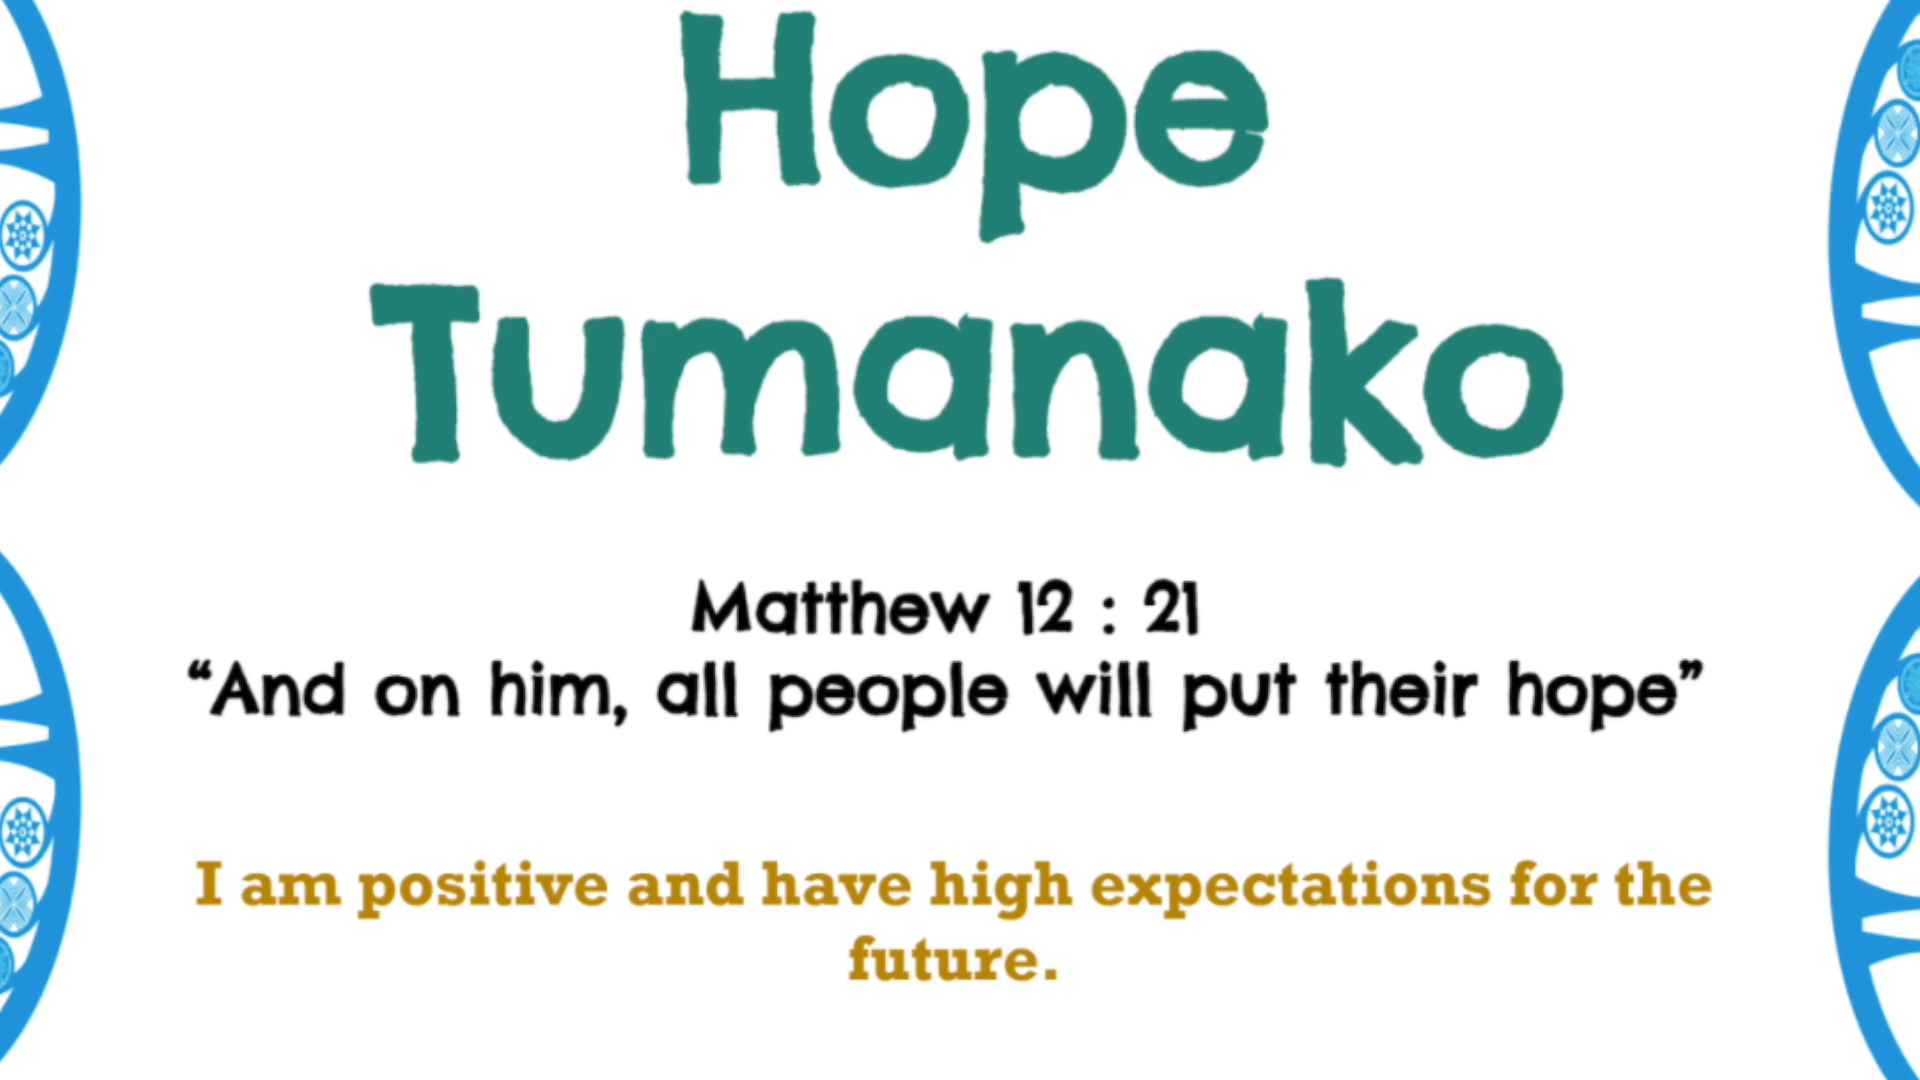 Hope
Tumanako
Matthew 12 : 21
“And on him, all people will put their hope”
I am positive and have high expectations for the
future.